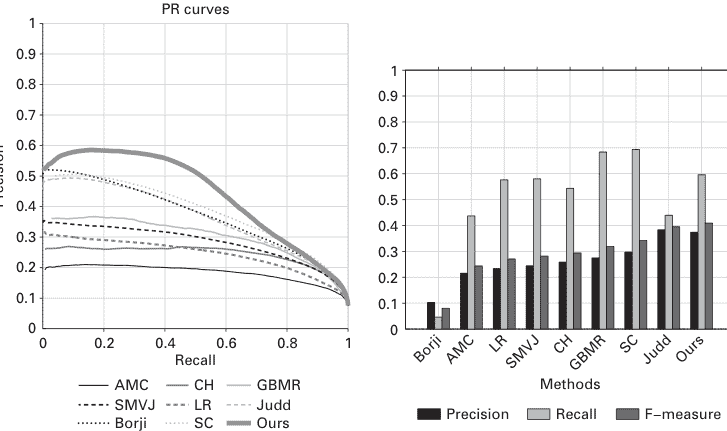 PR curves
1
0.9
0.8
0.7
0.6
0.5
0.4
0.3
0.2
0.1
0
0 0.2 0.4 0.6 0.8 1
Recall
AMC CH GBMR
SMVJ LR Judd
Borji SC Ours
1
0.9
0.8
0.7
0.6
0.5
0.4
0.3
0.2
0.1
0
Borji AMC LR SMVJ CH GBMR SC Judd Ours
Methods
Precision Recall F−measure